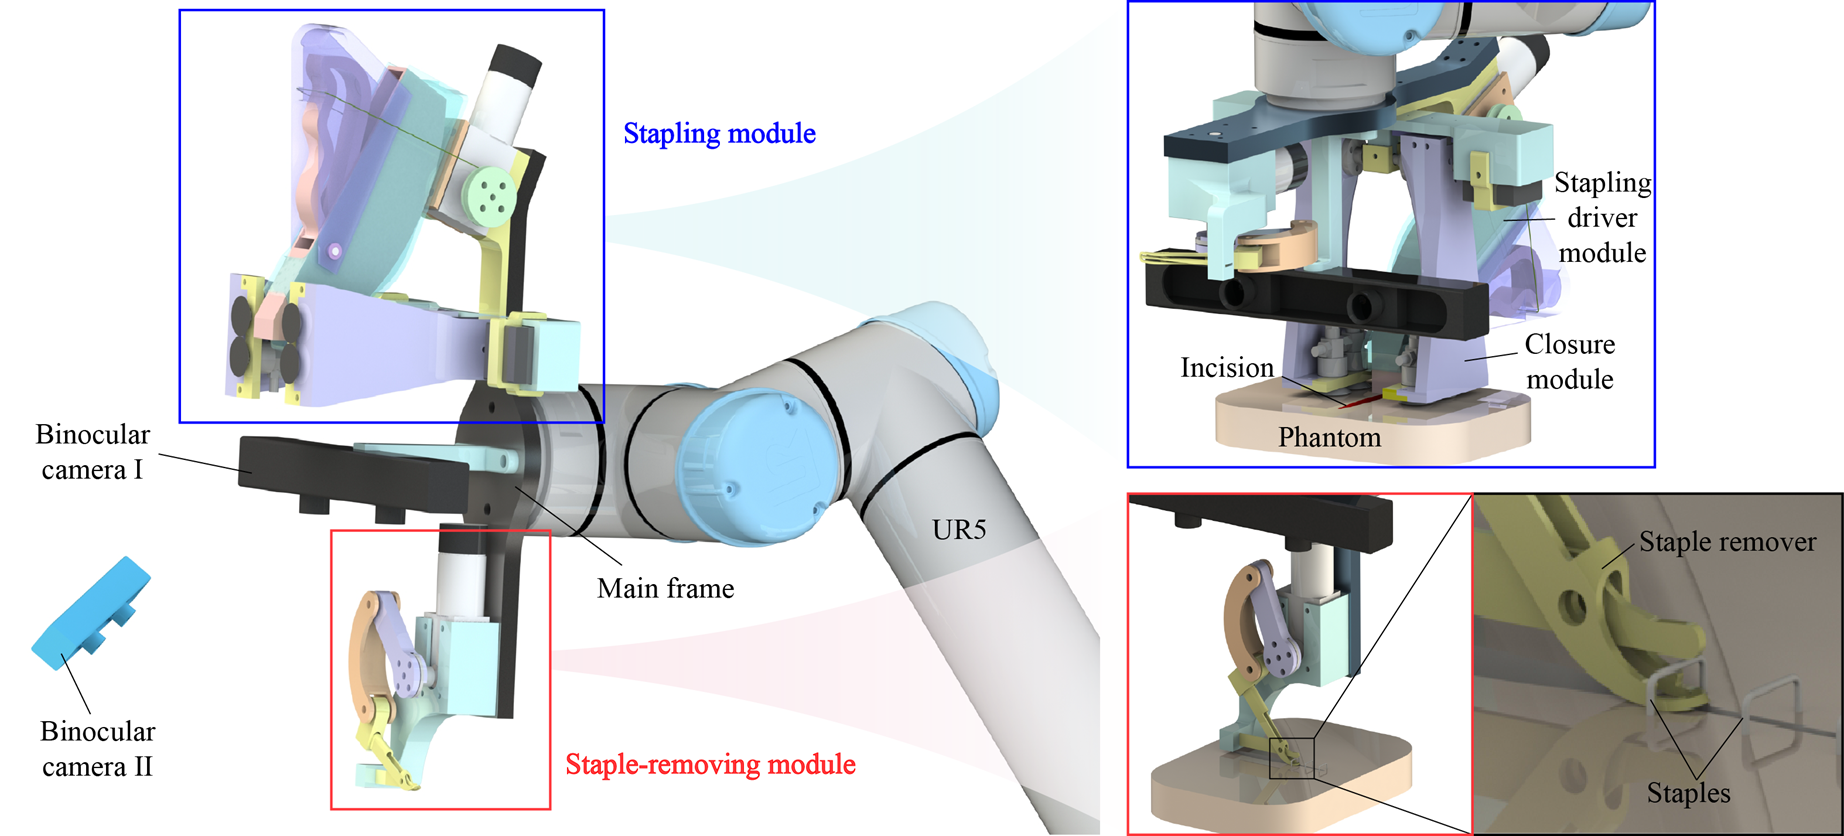 Stapling module
Binocular
camera I
Main frame
UR5
Binocular
camera II
Staple-removing module
Stapling
driver
module
Incision
Closure
module
Phantom
Staple remover
Staples